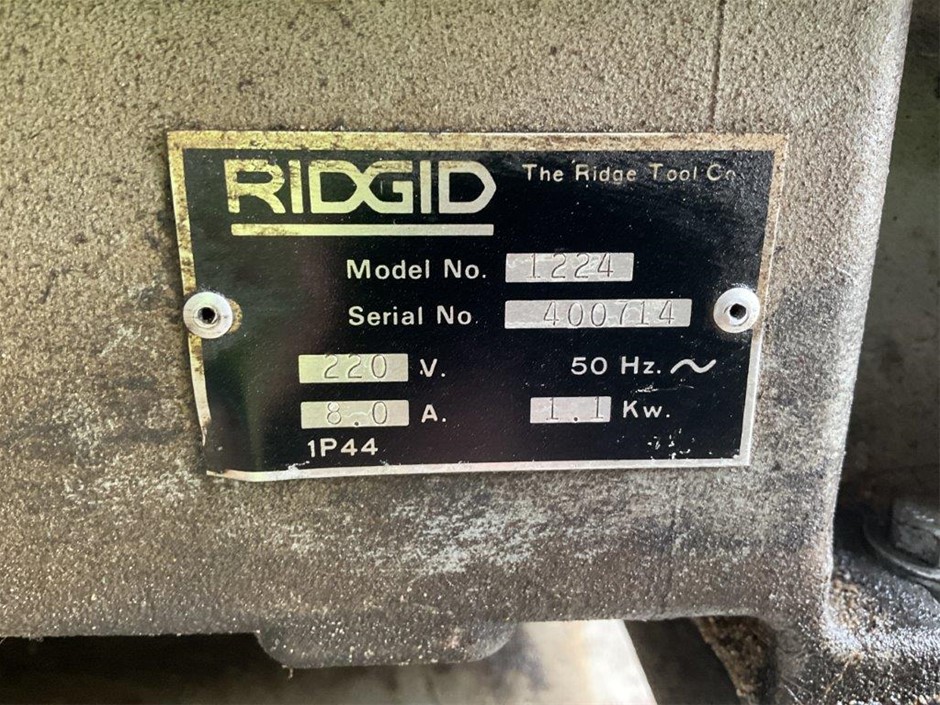 RIDGID The Ridge Tool Co.
Model No. 1224
Serial No. 400714
220 V. 50 Hz. ~
8.0 A. 1.1 Kw.
1P44